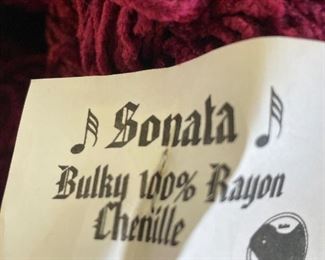 Sonata
Bulky 100% Rayon
Chenille